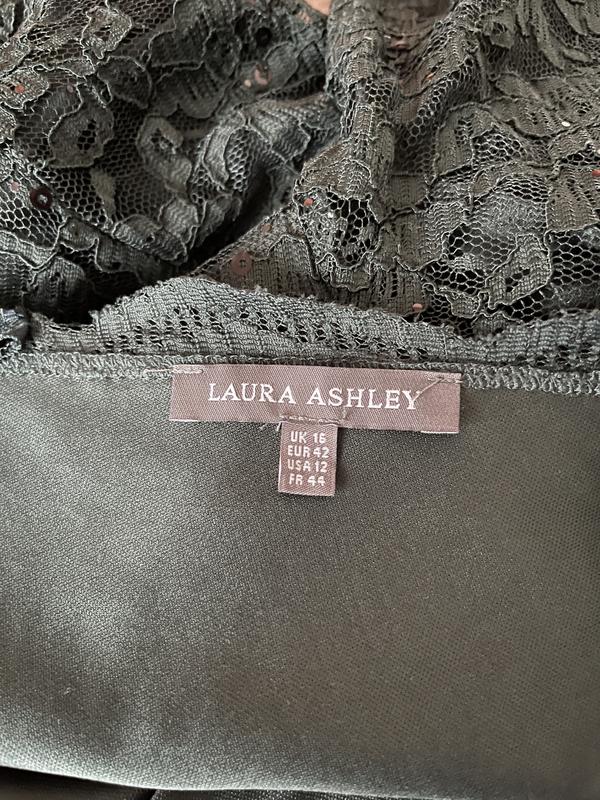 LAURA ASHLEY
UK 16
EUR 42
USA 12
FR 44